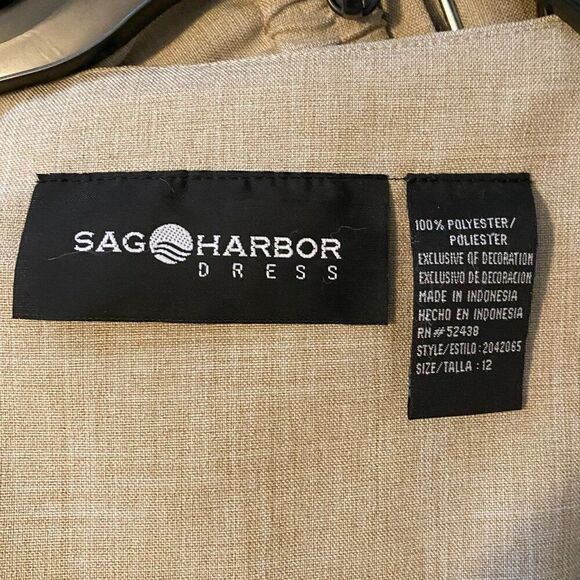 SAG HARBOR
DRESS
100% POLYESTER/
POLIESTER
EXCLUSIVE OF DECORATION
EXCLUSIVO DE DECORACION
MADE IN INDONESIA
HECHO EN INDONESIA
RN# 52438
STYLE/ESTILO: 2042065
SIZE/TALLA : 12